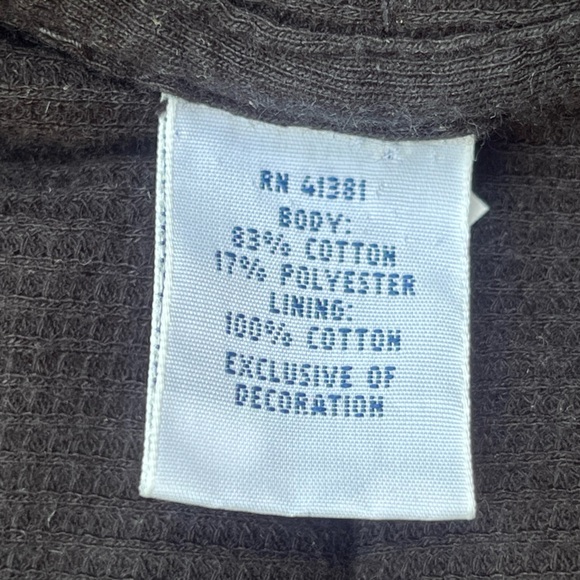 RN 41381
BODY:
83% COTTON
17% POLYESTER
LINING:
100% COTTON
EXCLUSIVE OF
DECORATION